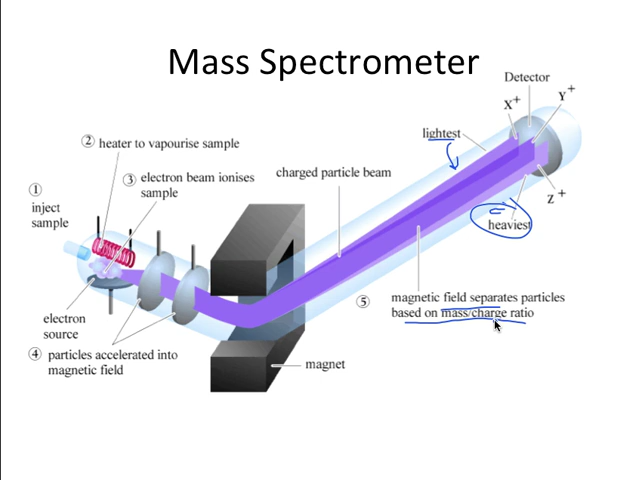 Mass Spectrometer
Detector
X+
Y+
lightest
② heater to vapourise sample
③ electron beam ionises
sample
charged particle beam
①
inject
sample
Z+
heaviest
⑤ magnetic field separates particles
based on mass/charge ratio
electron
source
④ particles accelerated into
magnetic field
magnet